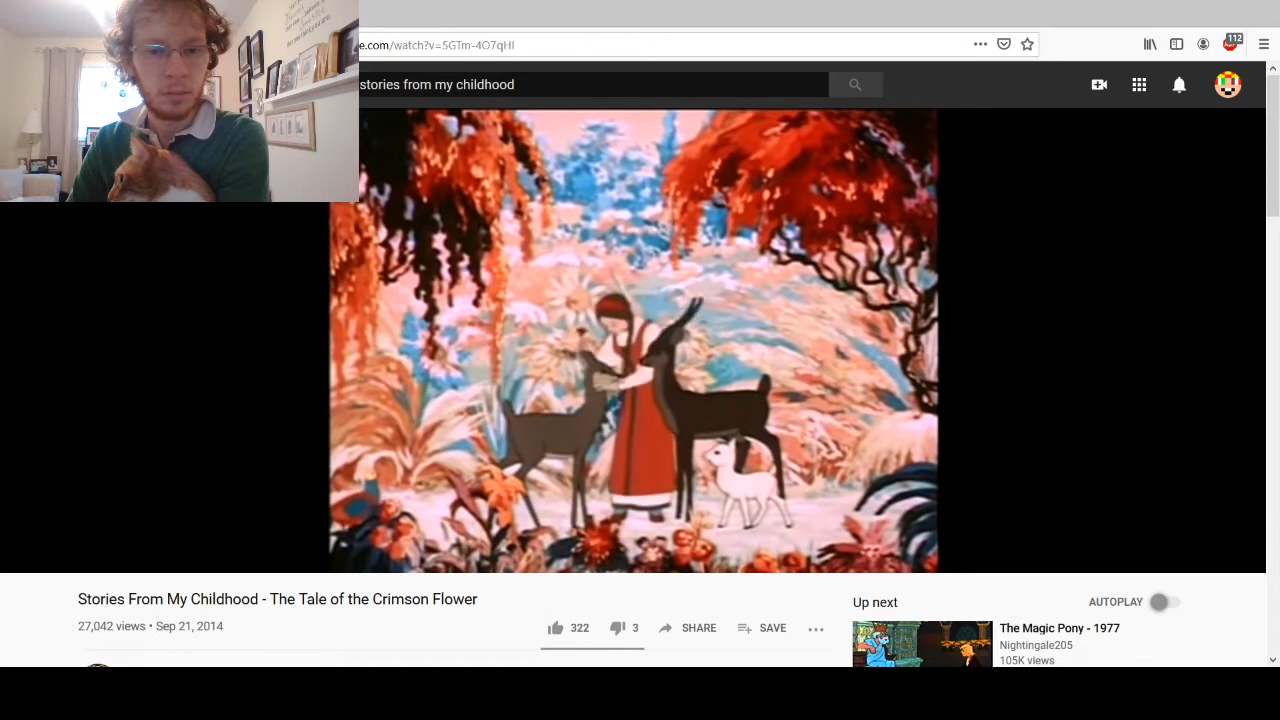 e.com/watch?v=5GTm-4O7qHI
112
stories from my childhood
Stories From My Childhood - The Tale of the Crimson Flower
27,042 views • Sep 21, 2014
322
3
SHARE
SAVE
Up next
AUTOPLAY
The Magic Pony - 1977
Nightingale205
105K views